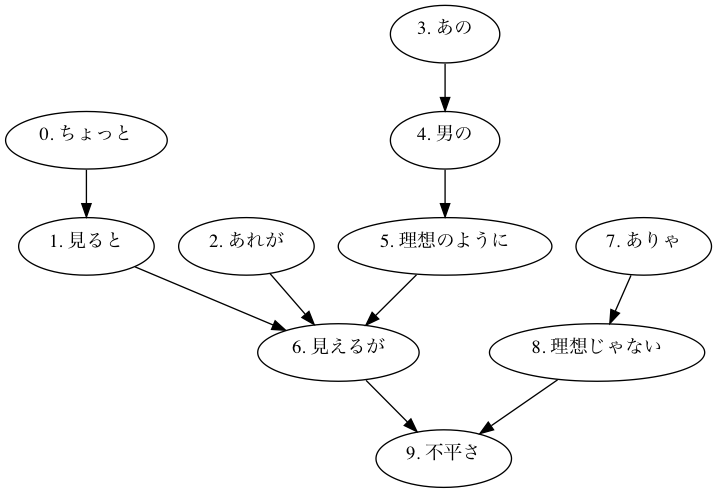 3. あの
0. ちょっと
4. 男の
1. 見ると
2. あれが
5. 理想のように
7. ありゃ
6. 見えるが
8. 理想じゃない
9. 不平さ